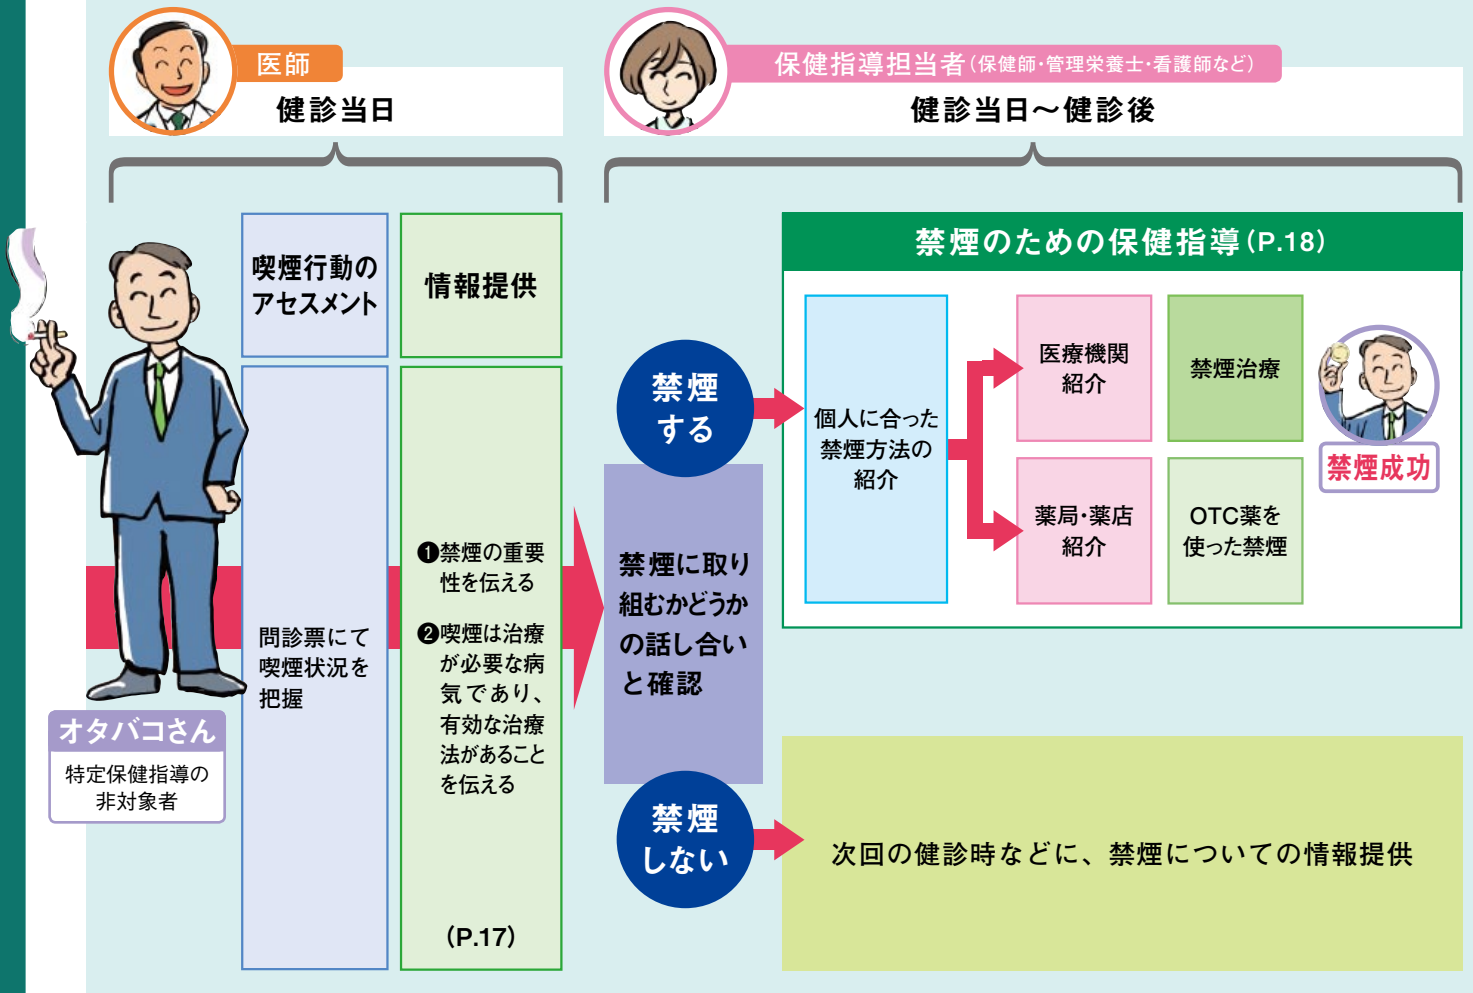 医師
健診当日
保健指導担当者(保健師・管理栄養士・看護師など)
健診当日〜健診後
喫煙行動の
アセスメント
問診票にて
喫煙状況を
把握
情報提供
❶禁煙の重要
性を伝える
❷喫煙は治療
が必要な病
気であり、
有効な治療
法があること
を伝える
(P.17)
オタバコさん
特定保健指導の
非対象者
禁煙
する
禁煙に取り
組むかどうか
の話し合い
と確認
禁煙
しない
禁煙のための保健指導(P.18)
個人に合った
禁煙方法の
紹介
医療機関
紹介
禁煙治療
薬局・薬店
紹介
OTC薬を
使った禁煙
禁煙成功
次回の健診時などに、禁煙についての情報提供